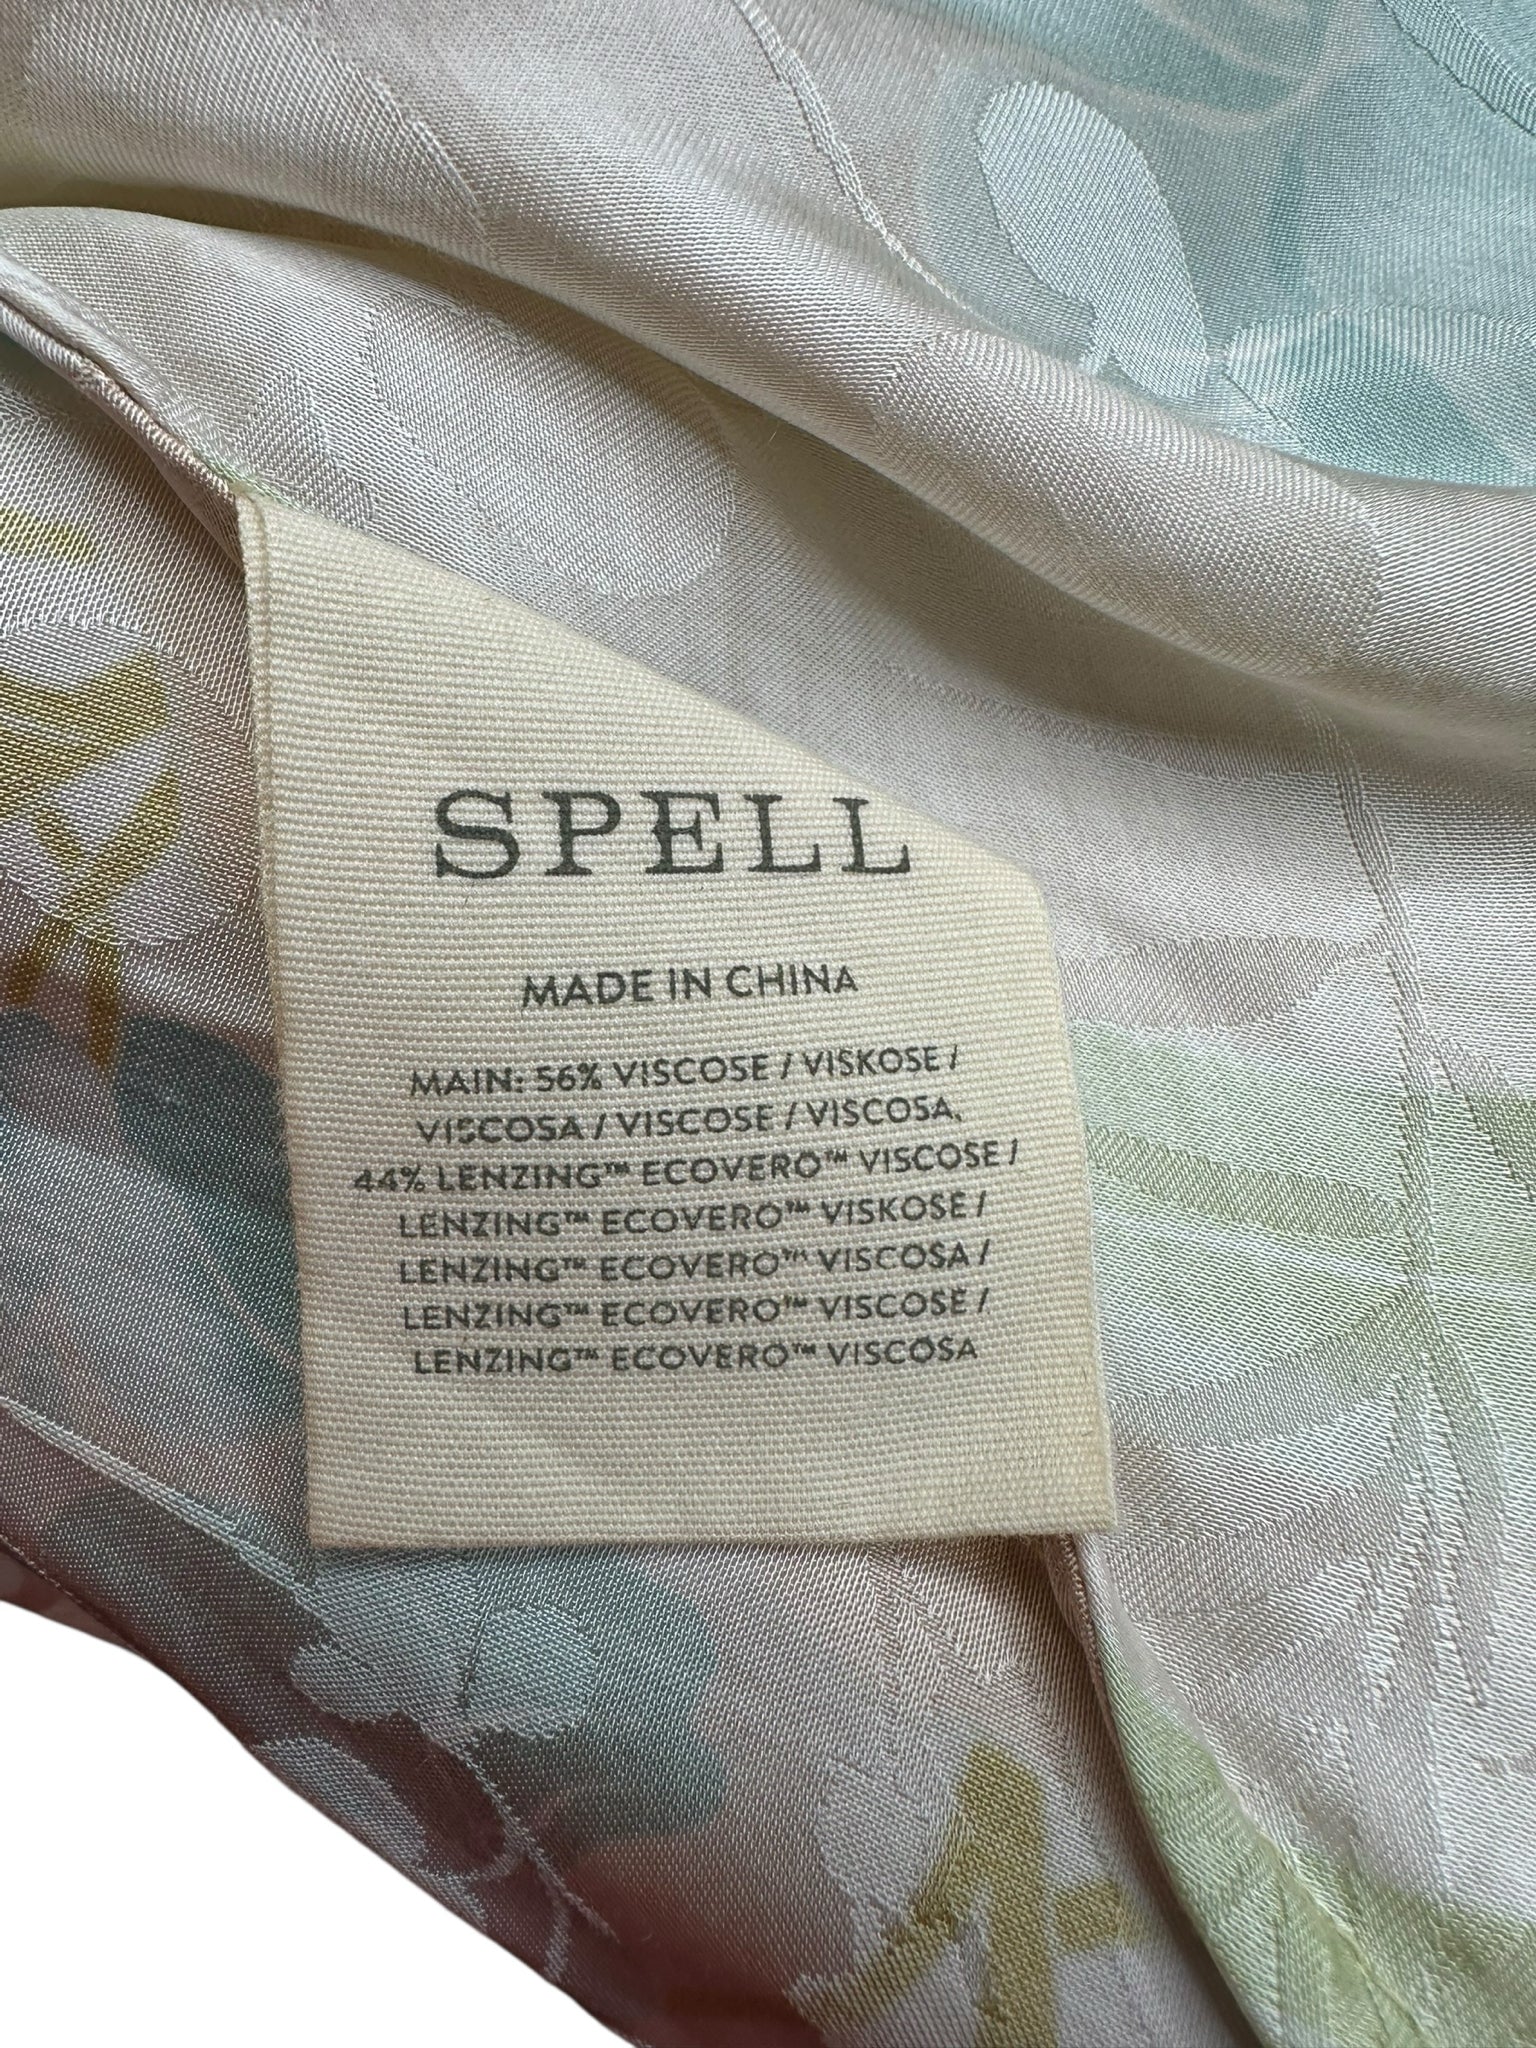 SPELL
MADE IN CHINA
MAIN: 56% VISCOSE / VISKOSE /
VISCOSA / VISCOSE / VISCOSA,
44% LENZING™ ECOVERO™ VISCOSE /
LENZING™ ECOVERO™ VISKOSE /
LENZING™ ECOVERO™ VISCOSA /
LENZING™ ECOVERO™ VISCOSE /
LENZING™ ECOVERO™ VISCOSA